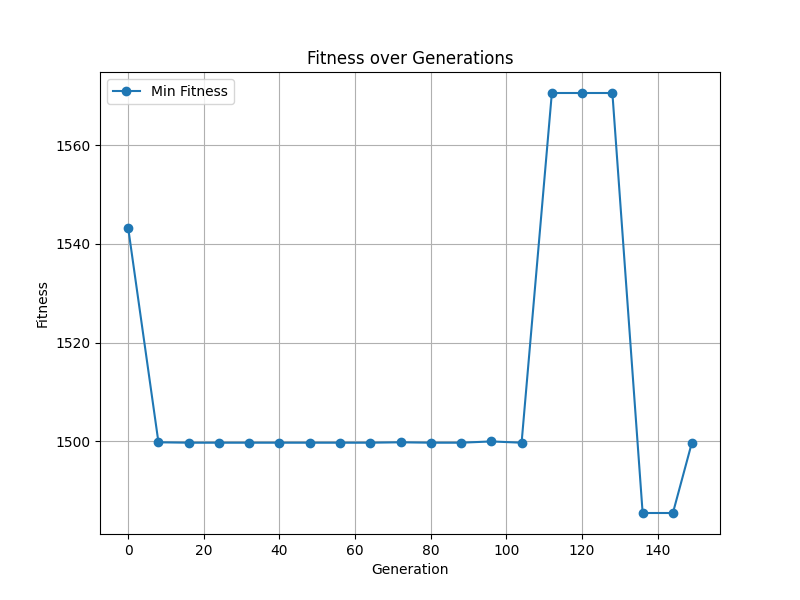 Fitness over Generations
Min Fitness
1560
1540
1520
1500
Fitness
0 20 40 60 80 100 120 140
Generation